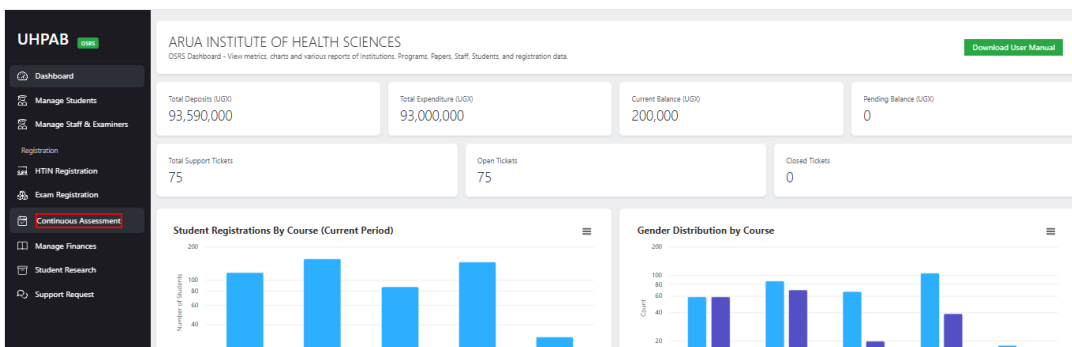 UHPAB OSRS
Dashboard
Manage Students
Manage Staff & Examiners
Registration
HTIN Registration
Exam Registration
Continuous Assessment
Manage Finances
Student Research
Support Request
ARUA INSTITUTE OF HEALTH SCIENCES
OSRS Dashboard - View metrics, charts and various reports of institutions, Programs, Papers, Staff, Students, and registration data.
Download User Manual
Total Deposits (UGX)
93,590,000
Total Expenditure (UGX)
93,000,000
Current Balance (UGX)
200,000
Pending Balance (UGX)
0
Total Support Tickets
75
Open Tickets
75
Closed Tickets
0
Student Registrations By Course (Current Period)
Number of Students
200
100
80
60
40
Gender Distribution by Course
Count
200
100
80
60
40
20